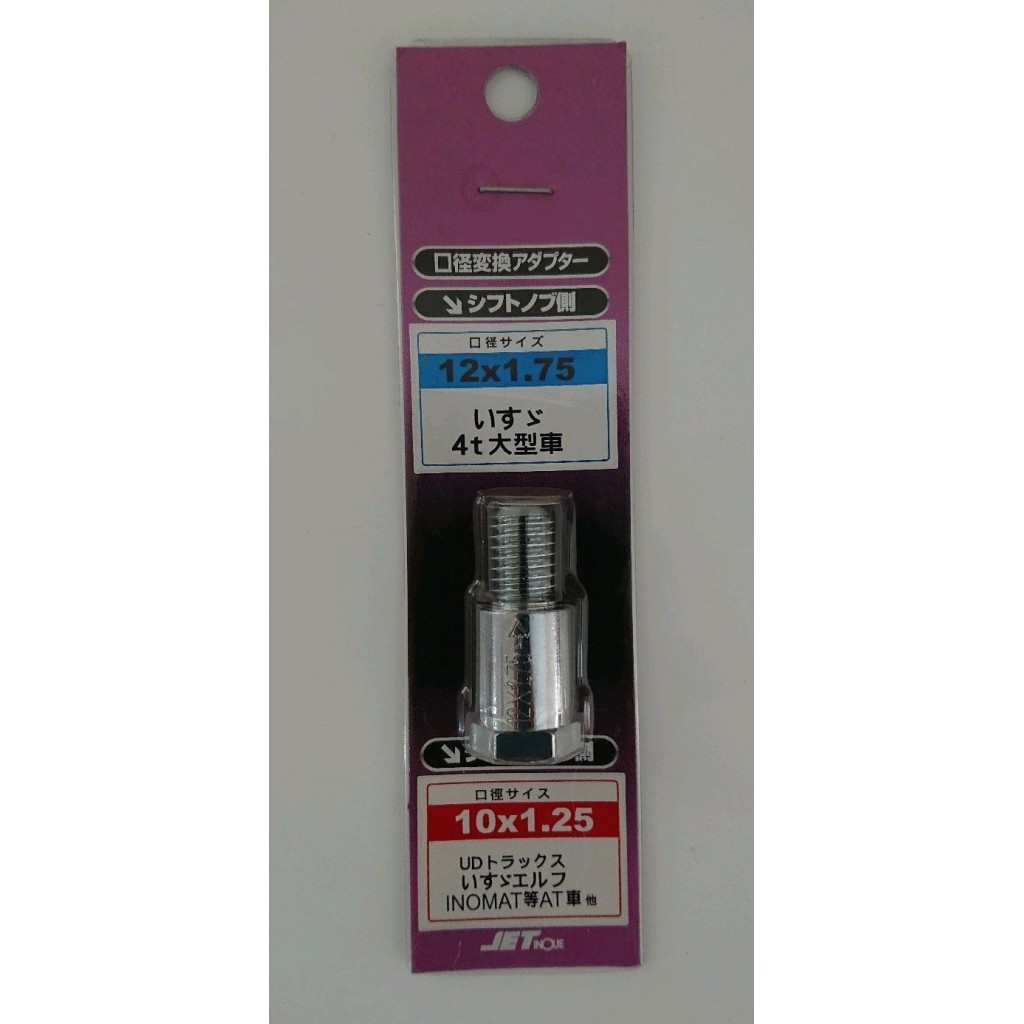 口径変換アダプター
↘シフトノブ側
口径サイズ
12x1.75
いすゞ
4t大型車
側
口径サイズ
10x1.25
UDトラックス
いすゞエルフ
INOMAT等AT車 他
JET INOUE